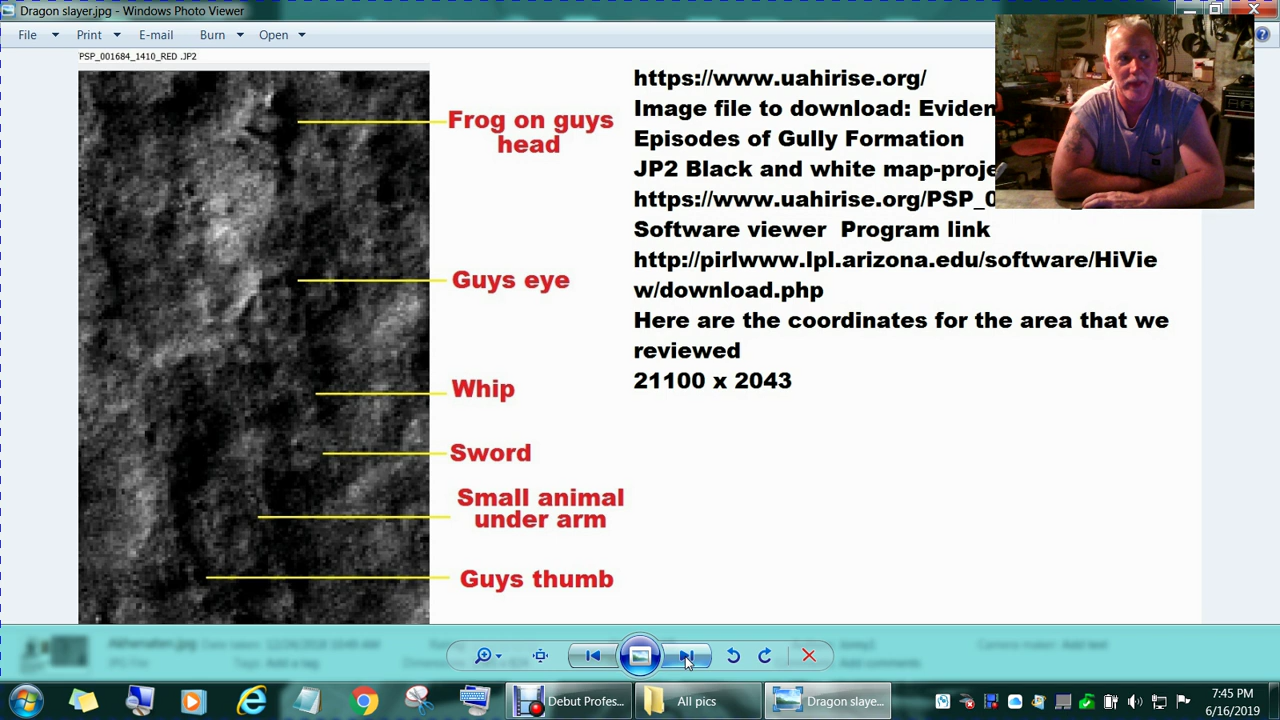 Dragon slayer.jpg - Windows Photo Viewer
File Print E-mail Burn Open
PSP_001684_1410_RED .JP2
Frog on guys
head
Guys eye
Whip
Sword
Small animal
under arm
Guys thumb
https://www.uahirise.org/
Image file to download:
Episodes of Gully Formation
JP2 Black and white
https://www.uahirise.org/PSP_
Software viewer Program link
http://pirlwww.lpl.arizona.edu/software/HiVie
w/download.php
Here are the coordinates for the area that we
reviewed
21100 x 2043
Debut Profes... All pics Dragon slaye...
7:45 PM
6/16/2019